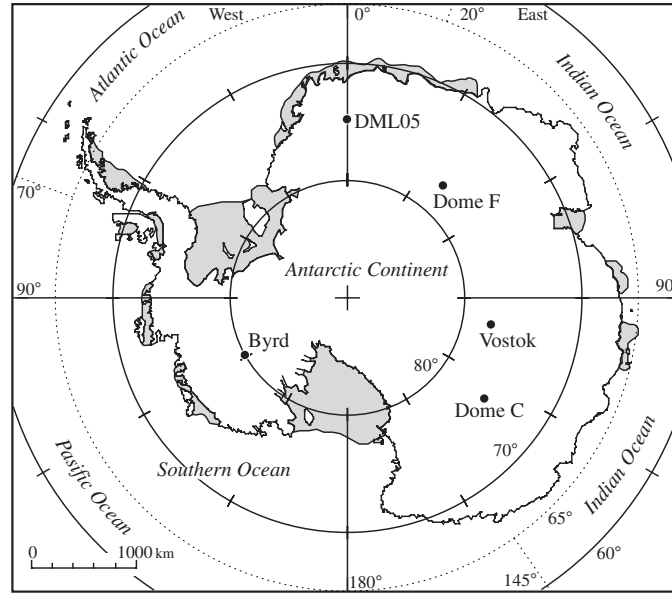 West
0°
20°
East
Atlantic Ocean
Indian Ocean
DML05
70°
Dome F
Antarctic Continent
90°
90
Byrd
Vostok
80°
Dome C
Southern Ocean
70°
Pasific Ocean
Indian Ocean
65°
60°
0
1000 km
180°
145°